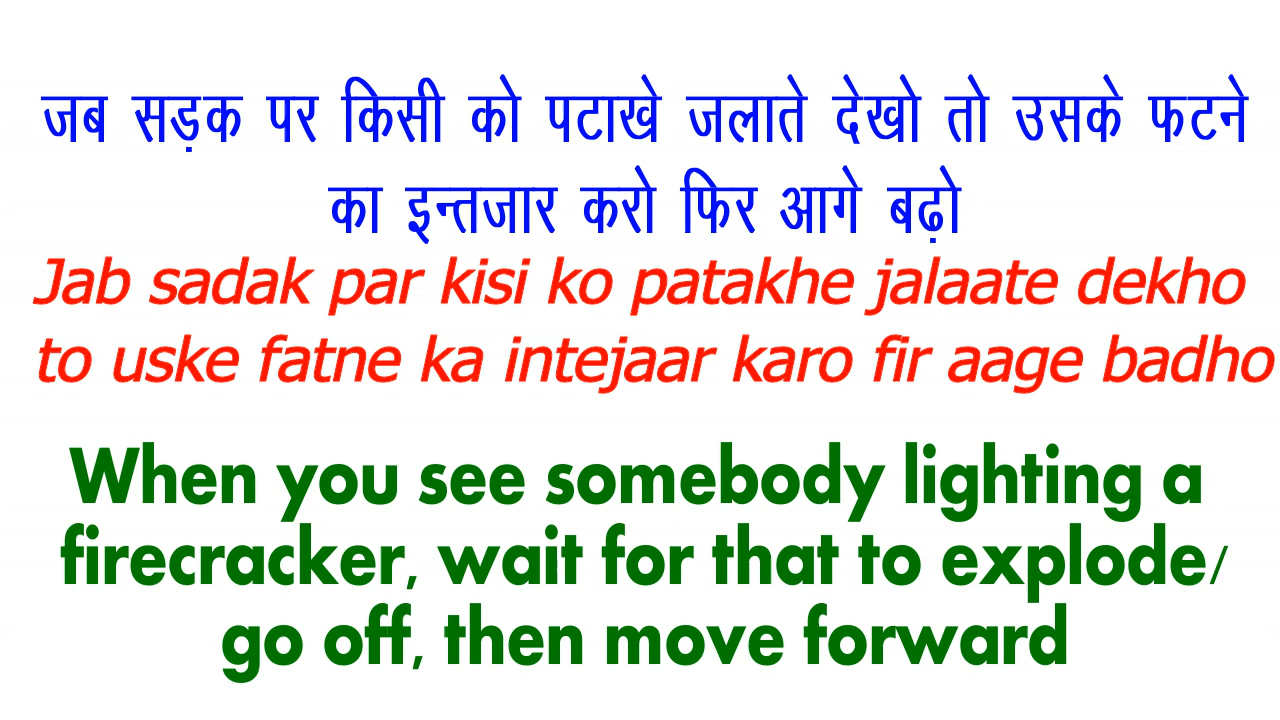 जब सड़क पर किसी को पटाखे जलाते देखो तो उसके फटने
का इन्तजार करो फिर आगे बढ़ो
Jab sadak par kisi ko patakhe jalaate dekho
to uske fatne ka intejaar karo fir aage badho
When you see somebody lighting a
firecracker, wait for that to explode/
go off, then move forward